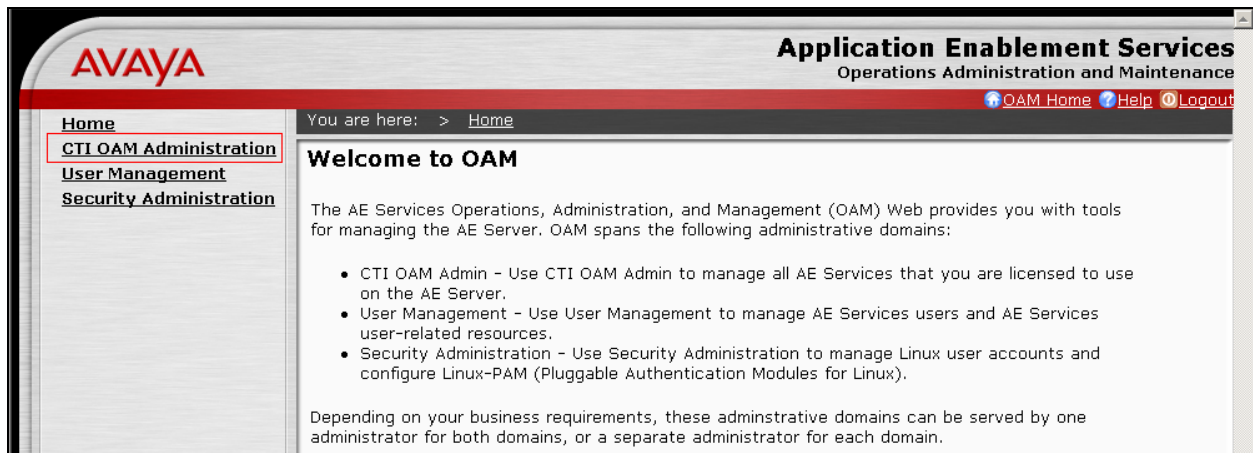 AVAYA
Application Enablement Services
Operations Administration and Maintenance
OAM Home Help Logout
Home
CTI OAM Administration
User Management
Security Administration
You are here: > Home
Welcome to OAM
The AE Services Operations, Administration, and Management (OAM) Web provides you with tools
for managing the AE Server. OAM spans the following administrative domains:
• CTI OAM Admin - Use CTI OAM Admin to manage all AE Services that you are licensed to use
on the AE Server.
• User Management - Use User Management to manage AE Services users and AE Services
user-related resources.
• Security Administration - Use Security Administration to manage Linux user accounts and
configure Linux-PAM (Pluggable Authentication Modules for Linux).
Depending on your business requirements, these adminstrative domains can be served by one
administrator for both domains, or a separate administrator for each domain.